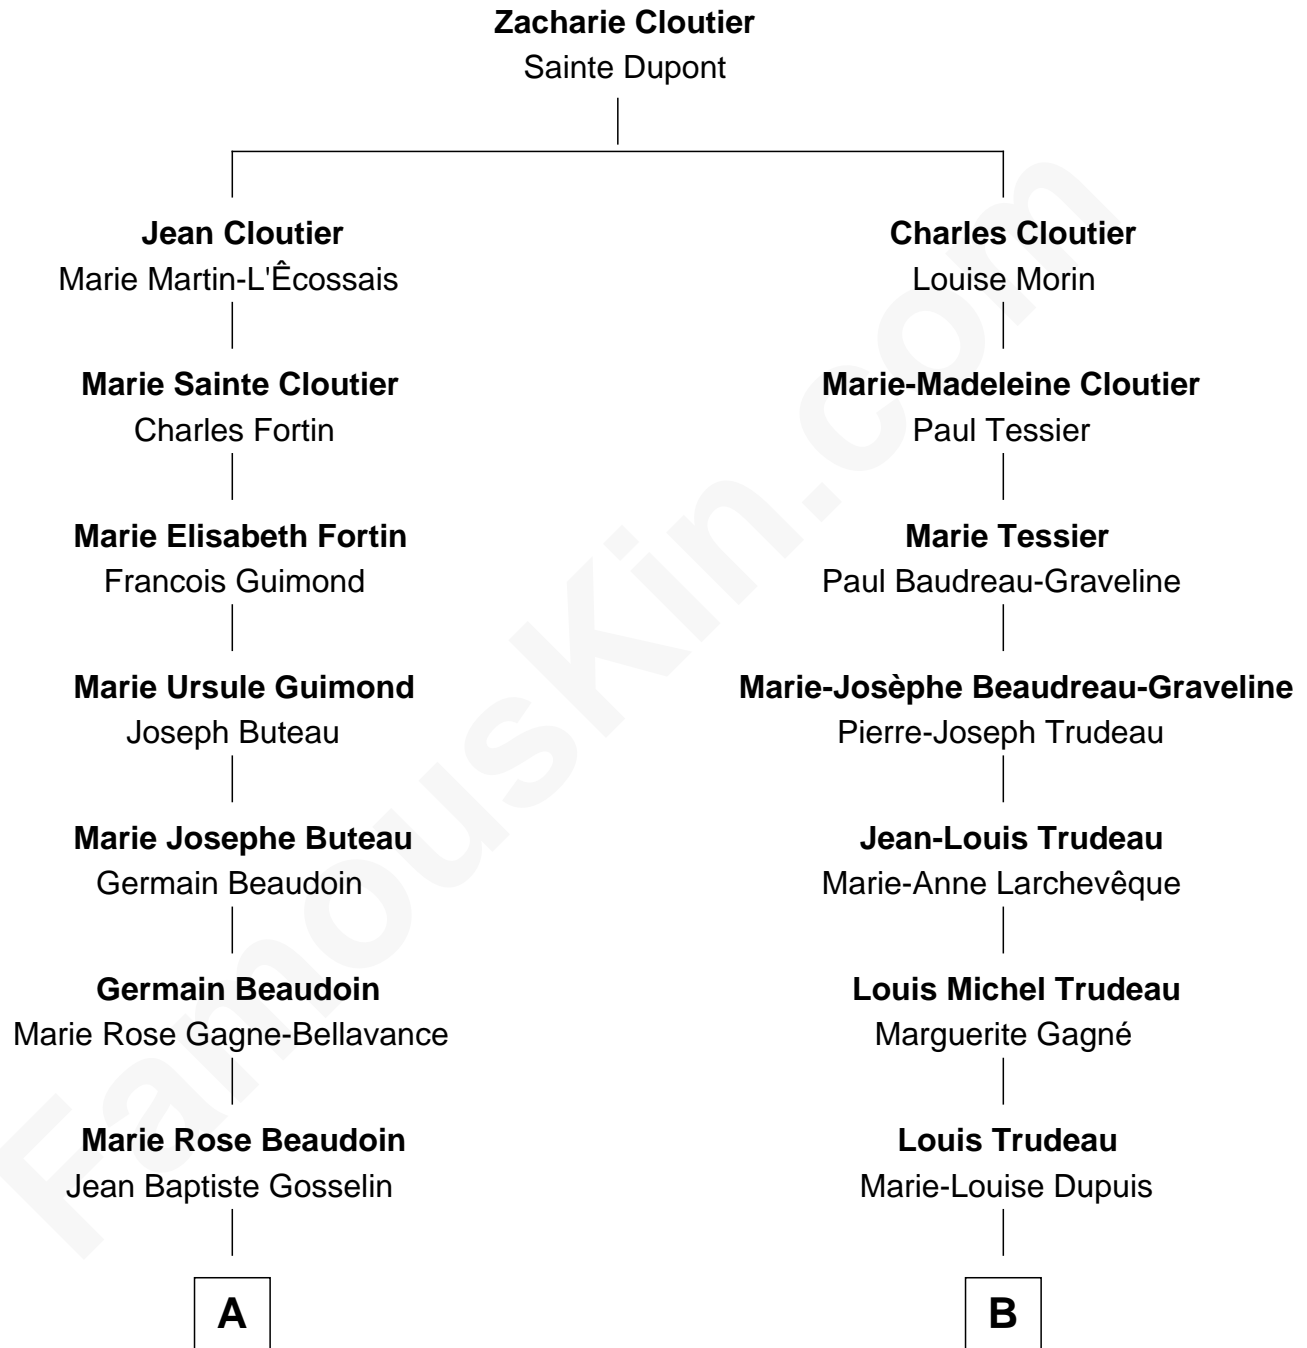 Zacharie Cloutier
Sainte Dupont
Jean Cloutier
Marie Martin-L'Êcossais
Marie Sainte Cloutier
Charles Fortin
Marie Elisabeth Fortin
Francois Guimond
Marie Ursule Guimond
Joseph Buteau
Marie Josephe Buteau
Germain Beaudoin
Germain Beaudoin
Marie Rose Gagne-Bellavance
Marie Rose Beaudoin
Jean Baptiste Gosselin
A
Charles Cloutier
Louise Morin
Marie-Madeleine Cloutier
Paul Tessier
Marie Tessier
Paul Baudreau-Graveline
Marie-Josèphe Beaudreau-Graveline
Pierre-Joseph Trudeau
Jean-Louis Trudeau
Marie-Anne Larchevêque
Louis Michel Trudeau
Marguerite Gagné
Louis Trudeau
Marie-Louise Dupuis
B
FamousKin.com